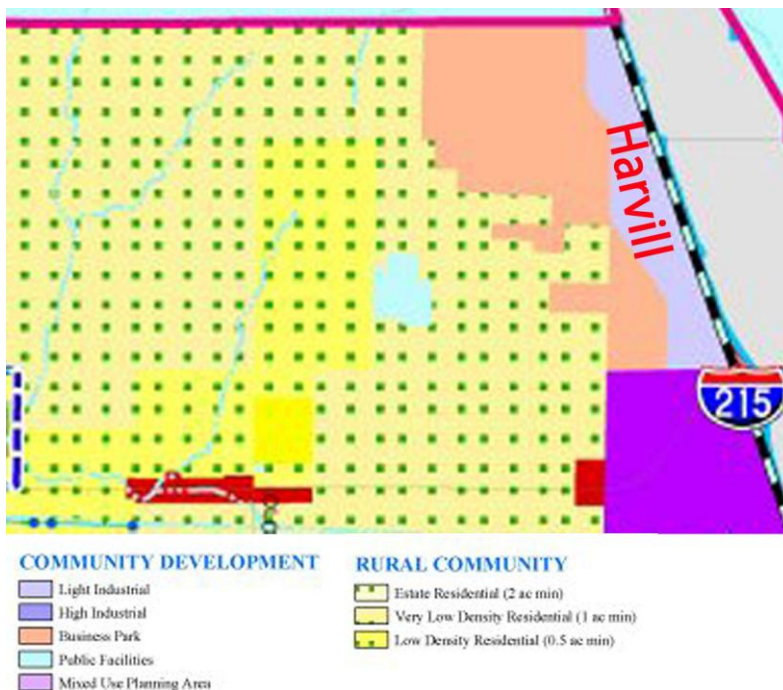 Harvill
215
COMMUNITY DEVELOPMENT
Light Industrial
High Industrial
Business Park
Public Facilities
Mixed Use Planning Area
RURAL COMMUNITY
Estate Residential (2 ac min)
Very Low Density Residential (1 ac min)
Low Density Residential (0.5 ac min)